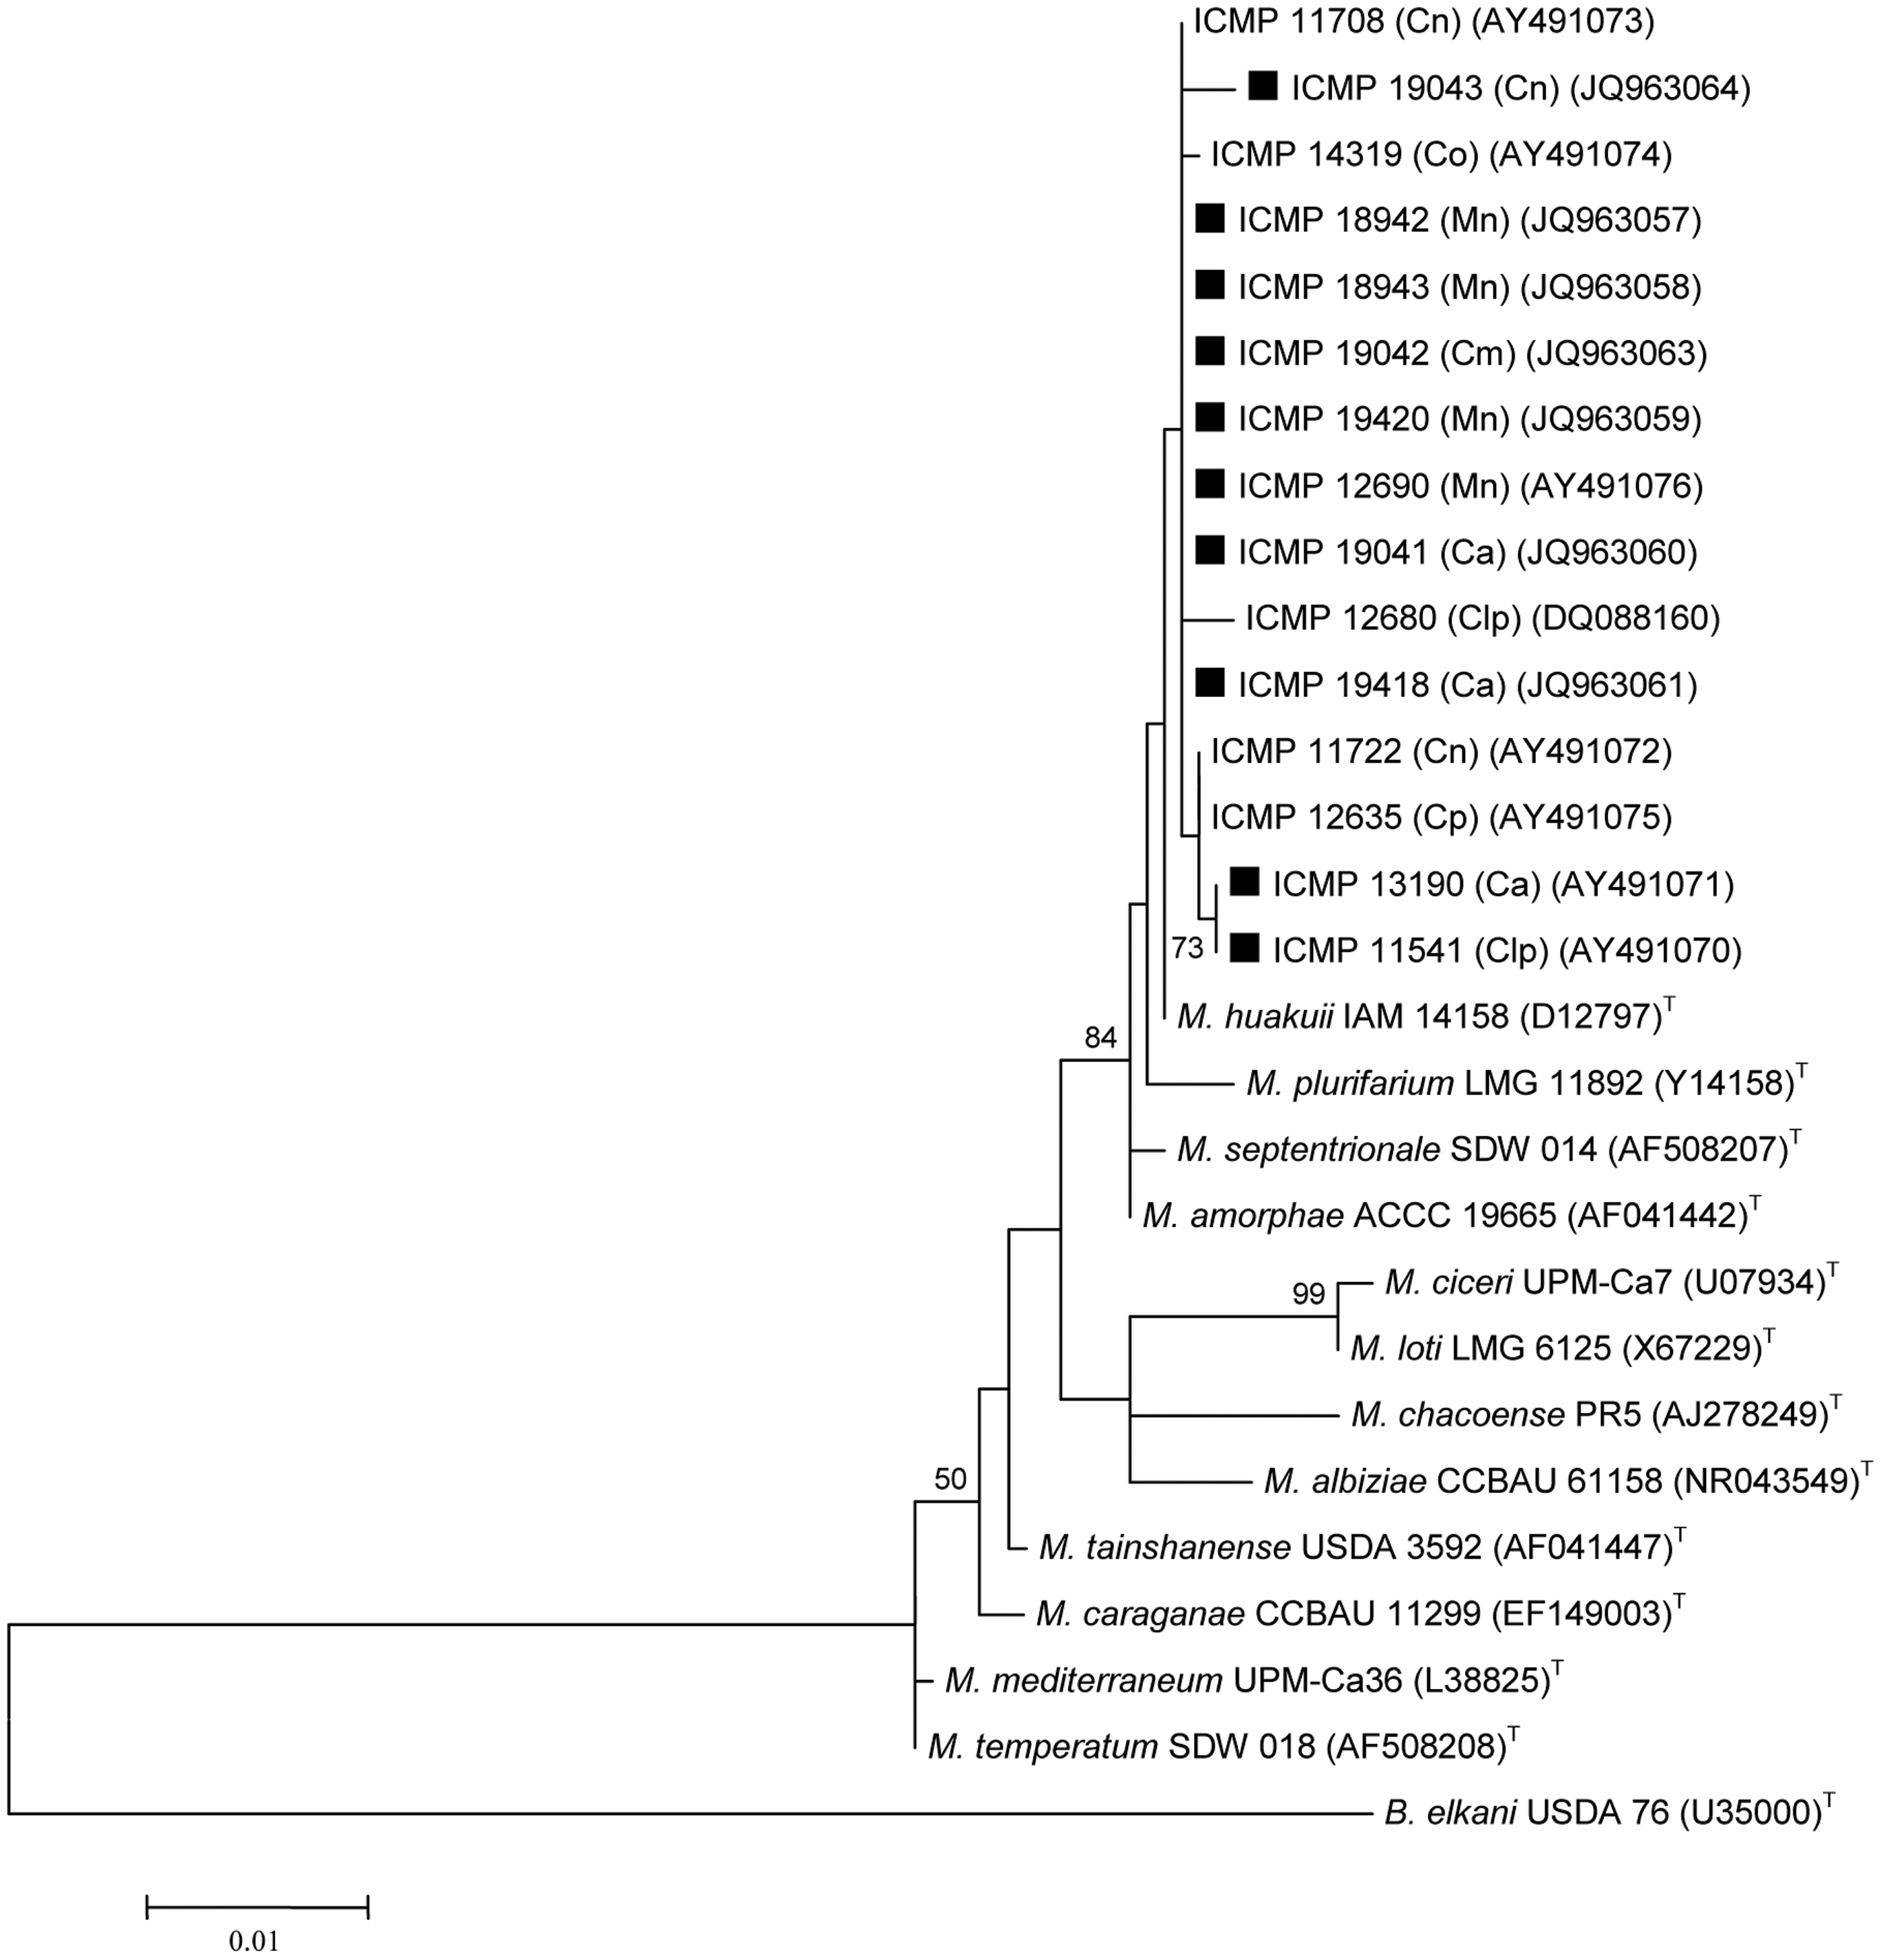 ICMP 11708 (Cn) (AY491073)
ICMP 19043 (Cn) (JQ963064)
ICMP 14319 (Co) (AY491074)
ICMP 18942 (Mn) (JQ963057)
ICMP 18943 (Mn) (JQ963058)
ICMP 19042 (Cm) (JQ963063)
ICMP 19420 (Mn) (JQ963059)
ICMP 12690 (Mn) (AY491076)
ICMP 19041 (Ca) (JQ963060)
ICMP 12680 (Clp) (DQ088160)
ICMP 19418 (Ca) (JQ963061)
ICMP 11722 (Cn) (AY491072)
ICMP 12635 (Cp) (AY491075)
ICMP 13190 (Ca) (AY491071)
73 ICMP 11541 (Clp) (AY491070)
M. huakuii IAM 14158 (D12797)T
84
M. plurifarium LMG 11892 (Y14158)T
M. septentrionale SDW 014 (AF508207)T
M. amorphae ACCC 19665 (AF041442)T
99 M. ciceri UPM-Ca7 (U07934)T
M. loti LMG 6125 (X67229)T
M. chacoense PR5 (AJ278249)T
50 M. albiziae CCBAU 61158 (NR043549)T
M. tainshanense USDA 3592 (AF041447)T
M. caraganae CCBAU 11299 (EF149003)T
M. mediterraneum UPM-Ca36 (L38825)T
M. temperatum SDW 018 (AF508208)T
B. elkani USDA 76 (U35000)T
0.01